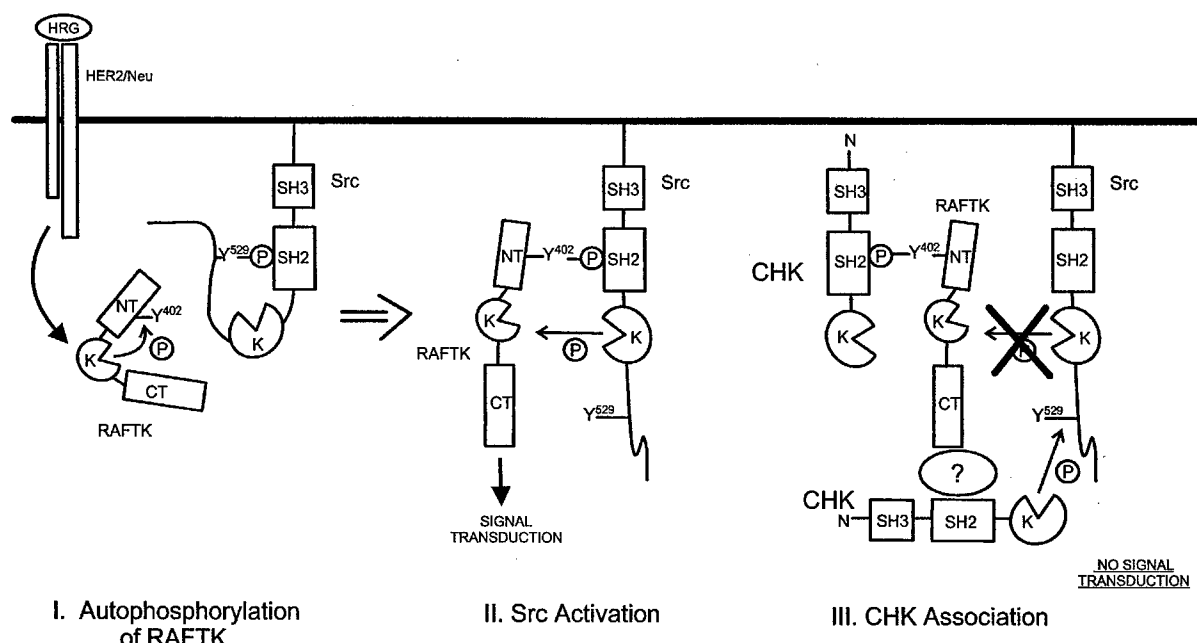 HRG
HER2/Neu
SH3
Src
Y529
P
SH2
K
NT
Y402
P
K
CT
RAFTK
I. Autophosphorylation
of RAFTK
SH3
Src
NT
Y402
P
SH2
K
P
K
RAFTK
CT
Y529
SIGNAL
TRANSDUCTION
II. Src Activation
N
SH3
SH2
CHK
P
Y402
RAFTK
NT
K
K
CT
SH3
Src
SH2
P
K
Y529
P
?
CHK
N
SH3
SH2
K
NO SIGNAL
TRANSDUCTION
III. CHK Association